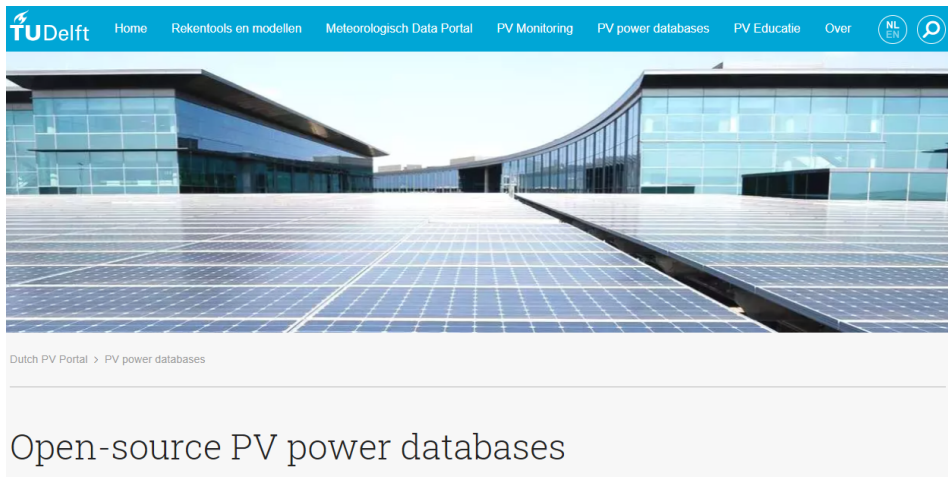 TUDelft Home Rekentools en modellen Meteorologisch Data Portal PV Monitoring PV power databases PV Educatie Over NL
EN
Dutch PV Portal > PV power databases
Open-source PV power databases